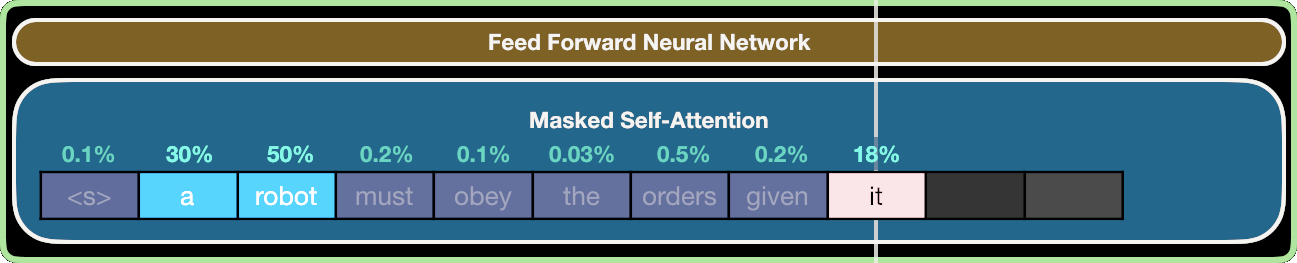 Feed Forward Neural Network
Masked Self-Attention
0.1% 30% 50% 0.2% 0.1% 0.03% 0.5% 0.2% 18%
<s> a robot must obey the orders given it